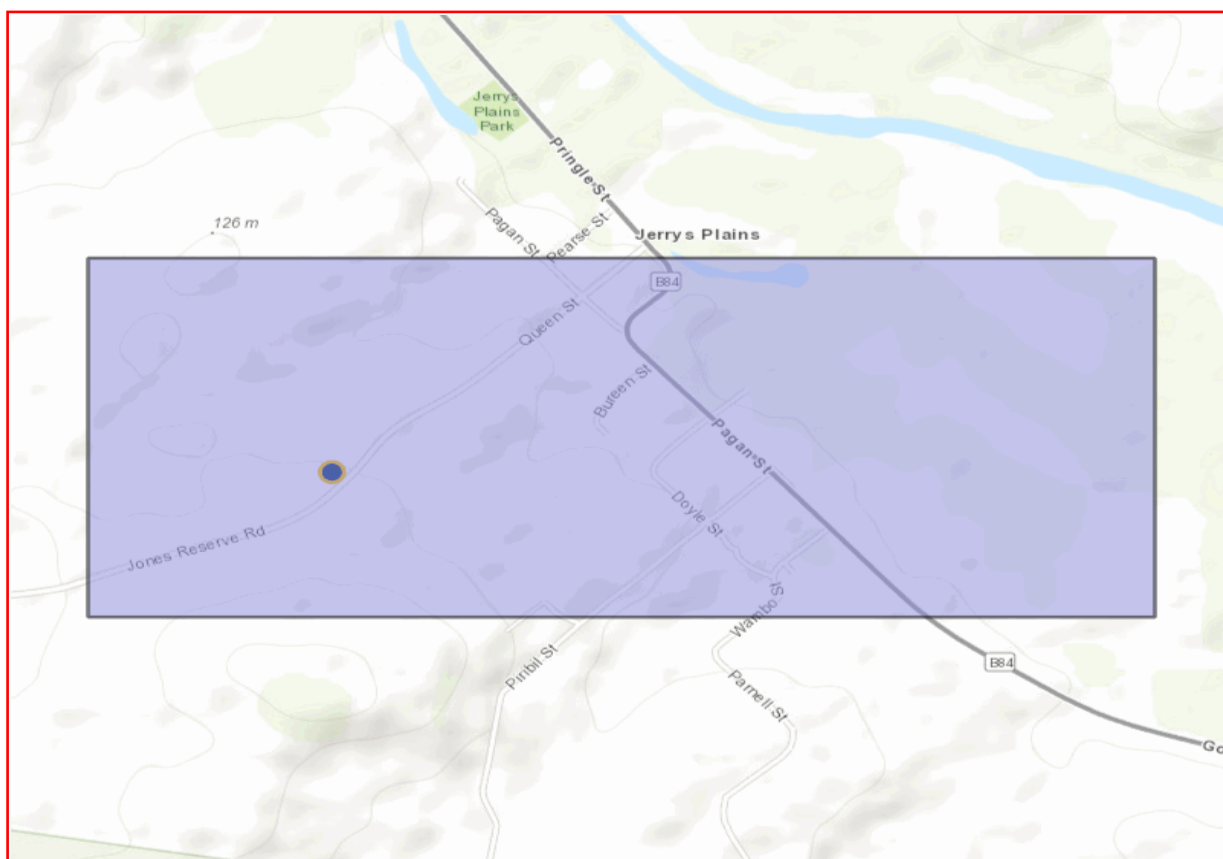 Jerrys
Plains
Park
Pringle St
126 m
Pagan St
Pearse St
Jerrys Plains
B84
Queen St
Bureen St
Pagan St
Doyle St
Jones Reserve Rd
Wambo St
Piribil St
B84
Parnell St
Go